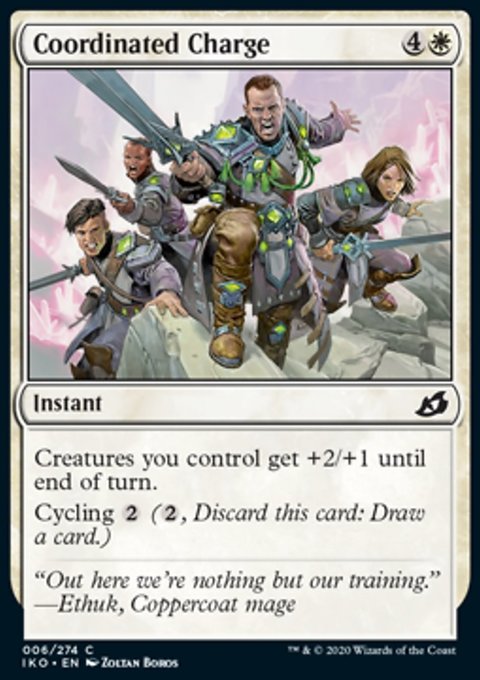 Coordinated Charge 4
Instant
Creatures you control get +2/+1 until
end of turn.
Cycling 2 (2, Discard this card: Draw
a card.)
“Out here we’re nothing but our training.”
—Ethuk, Coppercoat mage
006/274 C
IKO • EN Zoltan Boros
™ & © 2020 Wizards of the Coast